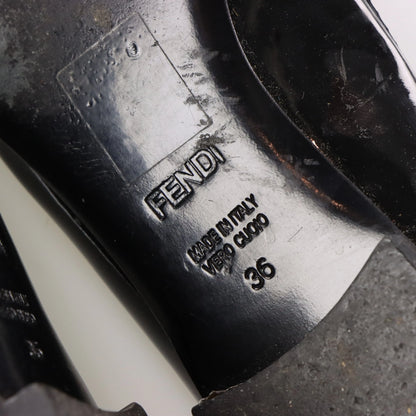 FENDI
MADE IN ITALY
VERO CUOIO
36